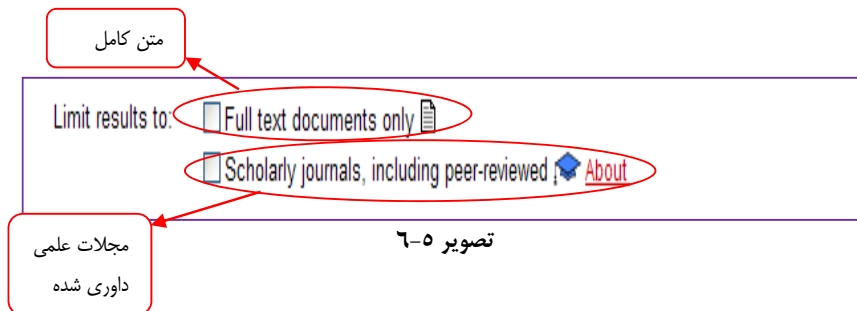 متن کامل
Limit results to: Full text documents only
Scholarly journals, including peer-reviewed About
تصویر ۵-۶
مجلات علمی
داوری شده